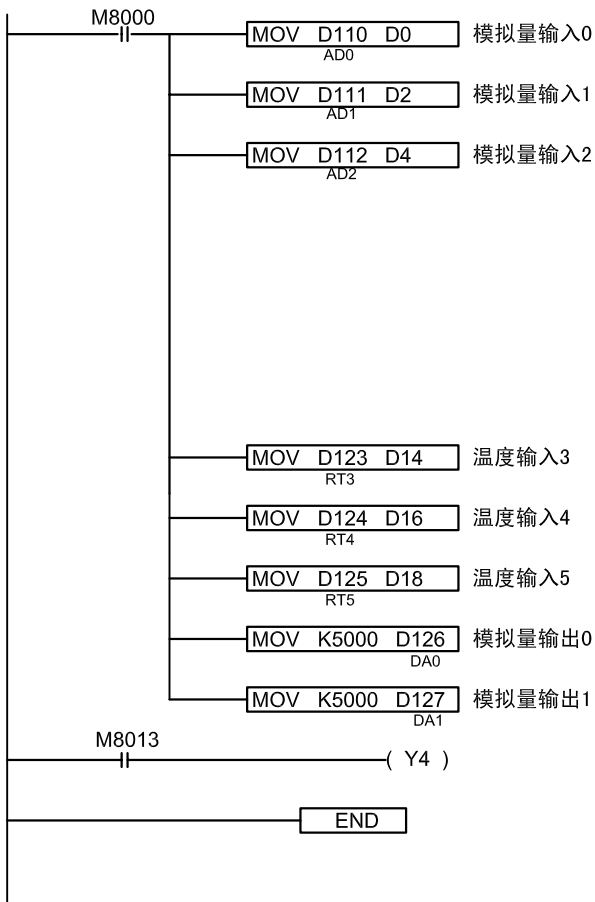 M8000
MOV D110 D0 模拟量输入0
AD0
MOV D111 D2 模拟量输入1
AD1
MOV D112 D4 模拟量输入2
AD2
MOV D123 D14 温度输入3
RT3
MOV D124 D16 温度输入4
RT4
MOV D125 D18 温度输入5
RT5
MOV K5000 D126 模拟量输出0
DA0
MOV K5000 D127 模拟量输出1
DA1
M8013
( Y4 )
END